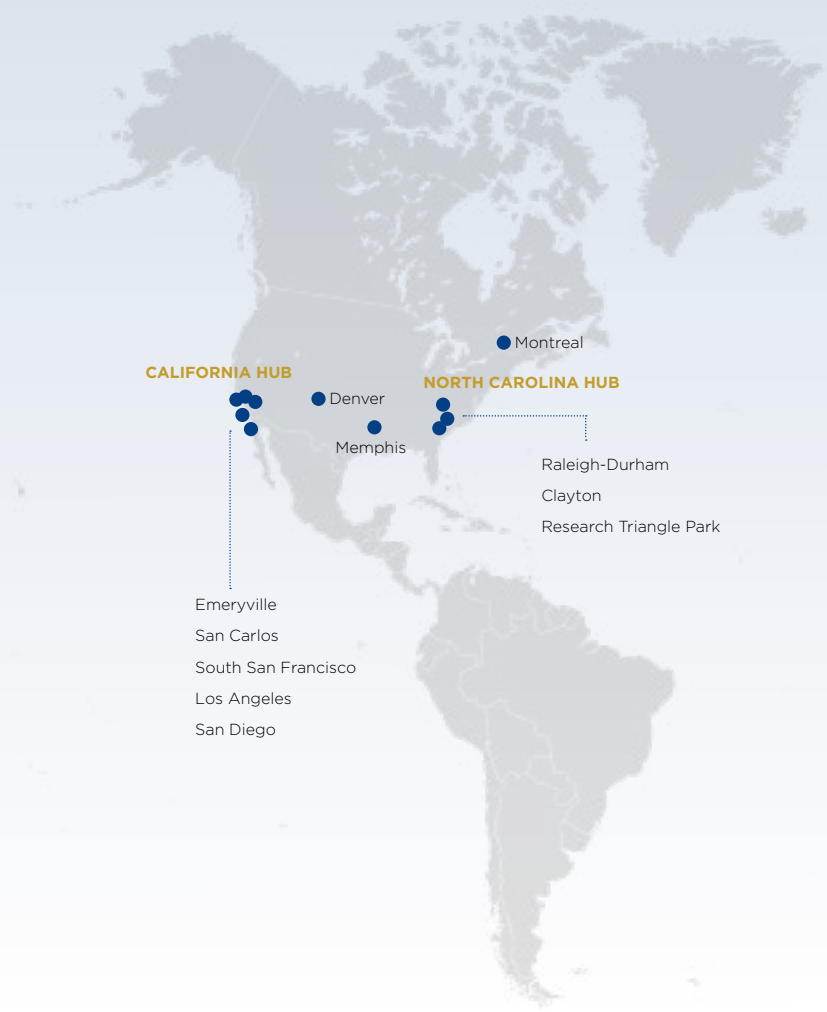 Montreal
CALIFORNIA HUB
NORTH CAROLINA HUB
Denver
Memphis
Raleigh-Durham
Clayton
Research Triangle Park
Emeryville
San Carlos
South San Francisco
Los Angeles
San Diego